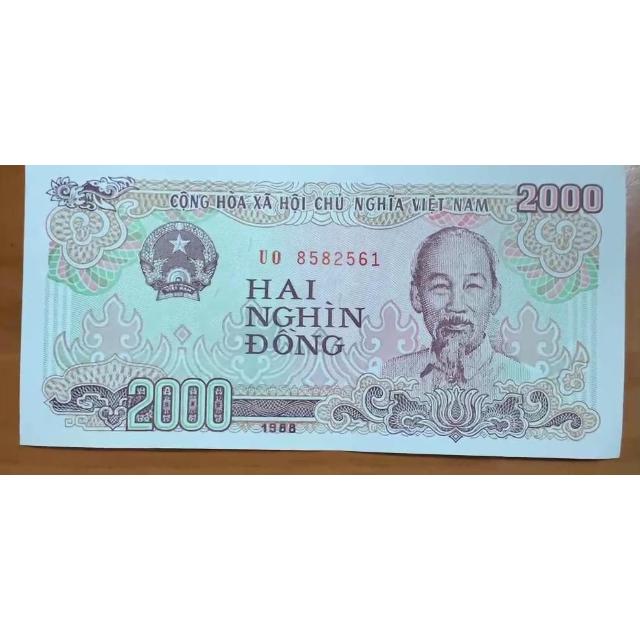 CỘNG HÒA XÃ HỘI CHỦ NGHĨA VIỆT NAM
2000
UO 8582561
HAI
NGHÌN
ĐỒNG
2000
1988